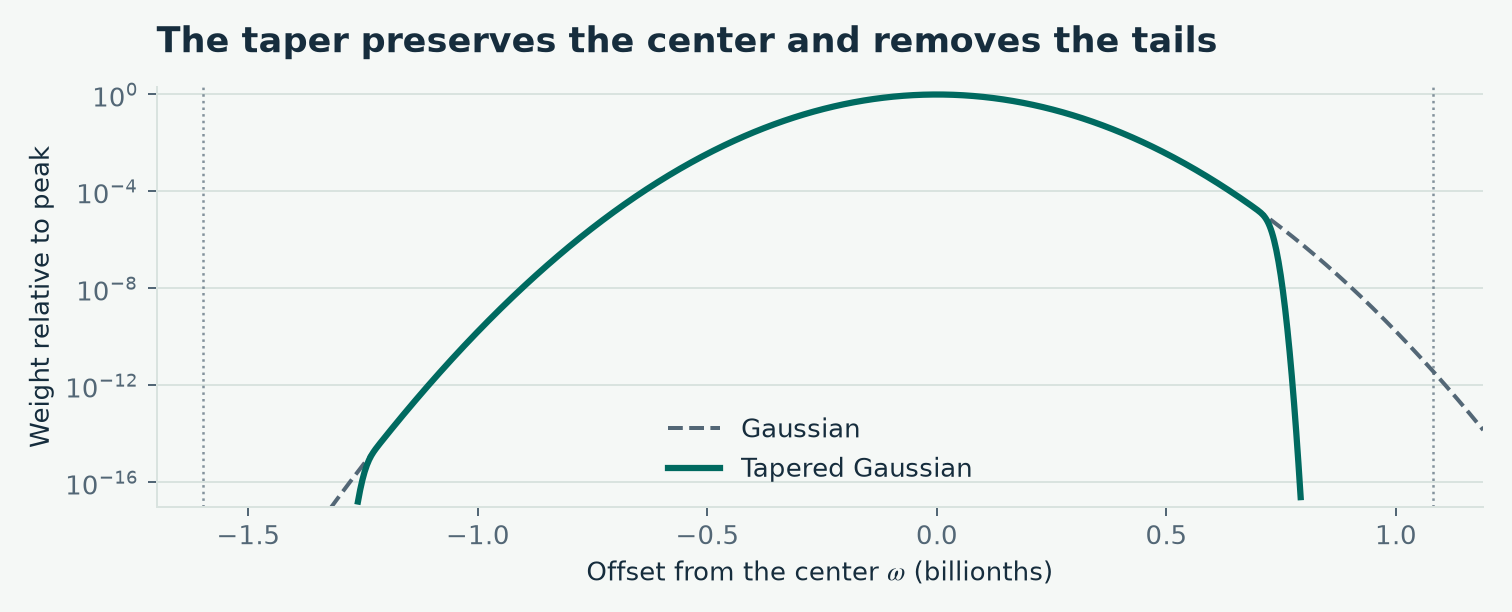 The taper preserves the center and removes the tails
Weight relative to peak
10⁰
10⁻⁴
10⁻⁸
10⁻¹²
10⁻¹⁶
Gaussian
Tapered Gaussian
−1.5
−1.0
−0.5
0.0
0.5
1.0
Offset from the center ω (billionths)